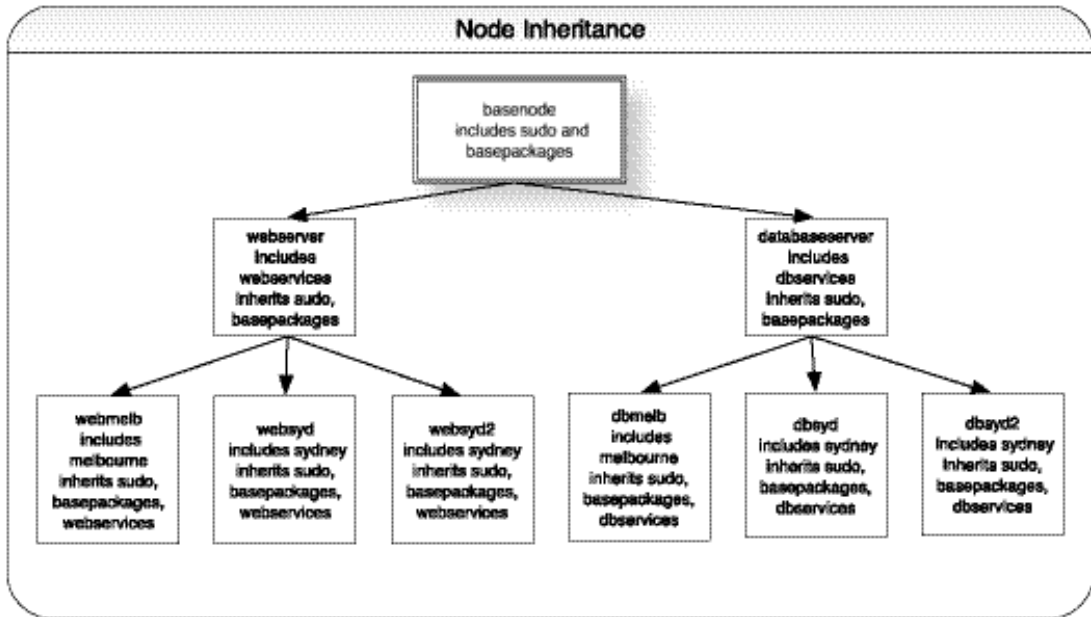 Node Inheritance
basenode
includes sudo and
basepackages
webserver
includes
webservices
inherits sudo,
basepackages
databaseserver
includes
dbservices
inherits sudo,
basepackages
webmelb
includes
melbourne
inherits sudo,
basepackages,
webservices
websyd
includes sydney
inherits sudo,
basepackages,
webservices
websyd2
includes sydney
inherits sudo,
basepackages,
webservices
dbmelb
includes
melbourne
inherits sudo,
basepackages,
dbservices
dbsyd
includes sydney
inherits sudo,
basepackages,
dbservices
dbsyd2
includes sydney
inherits sudo,
basepackages,
dbservices